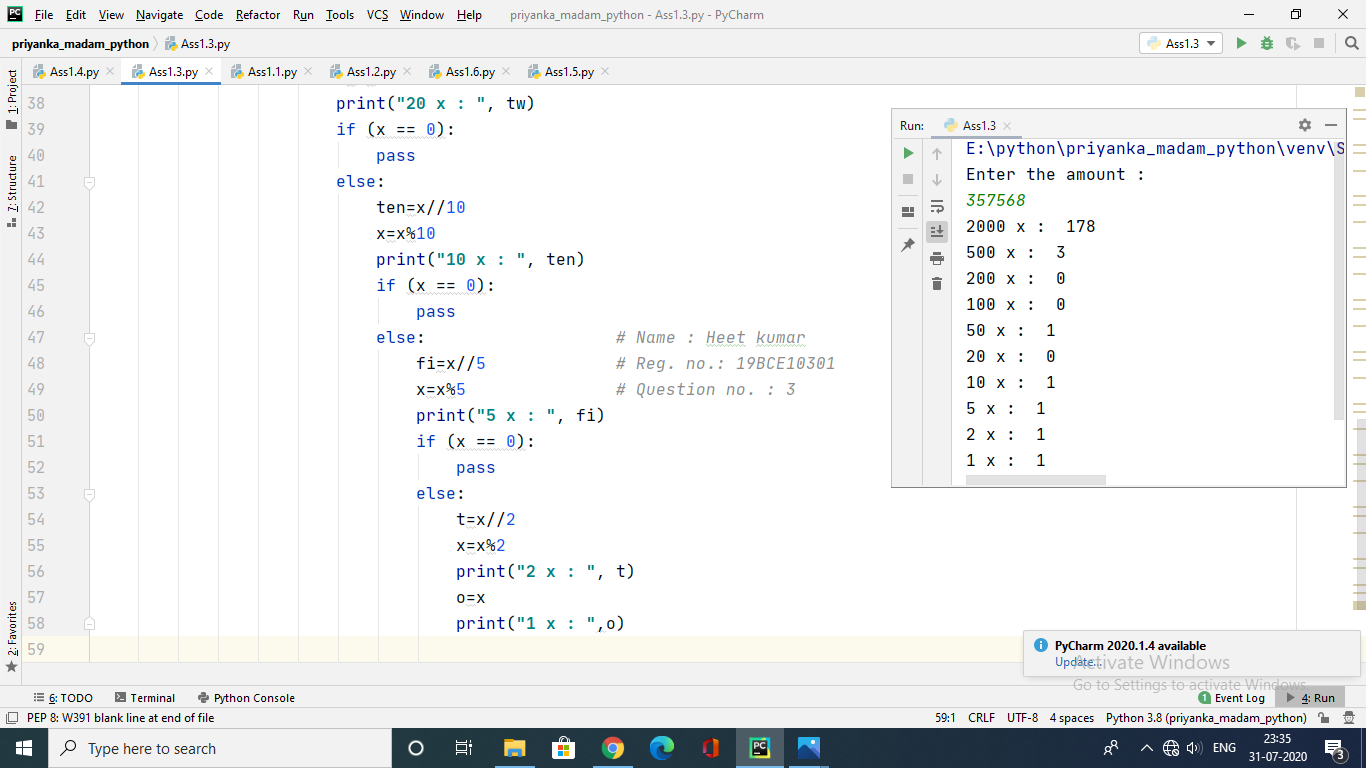 File Edit View Navigate Code Refactor Run Tools VCS Window Help priyanka_madam_python - Ass1.3.py - PyCharm
priyanka_madam_python Ass1.3.py Ass1.3
Ass1.4.py Ass1.3.py Ass1.1.py Ass1.2.py Ass1.6.py Ass1.5.py
1: Project
7: Structure
2: Favorites
38 print("20 x : ", tw)
39 if (x == 0):
40 pass
41 else:
42 ten=x//10
43 x=x%10
44 print("10 x : ", ten)
45 if (x == 0):
46 pass
47 else: # Name : Heet kumar
48 fi=x//5 # Reg. no.: 19BCE10301
49 x=x%5 # Question no. : 3
50 print("5 x : ", fi)
51 if (x == 0):
52 pass
53 else:
54 t=x//2
55 x=x%2
56 print("2 x : ", t)
57 o=x
58 print("1 x : ",o)
59
Run: Ass1.3
E:\python\priyanka_madam_python\venv\S
Enter the amount :
357568
2000 x :  178
500 x :  3
200 x :  0
100 x :  0
50 x :  1
20 x :  0
10 x :  1
5 x :  1
2 x :  1
1 x :  1
PyCharm 2020.1.4 available
Update...
Activate Windows
Go to Settings to activate Windows.
6: TODO Terminal Python Console 1 Event Log 4: Run
PEP 8: W391 blank line at end of file 59:1 CRLF UTF-8 4 spaces Python 3.8 (priyanka_madam_python)
Type here to search ENG 23:35
31-07-2020 3